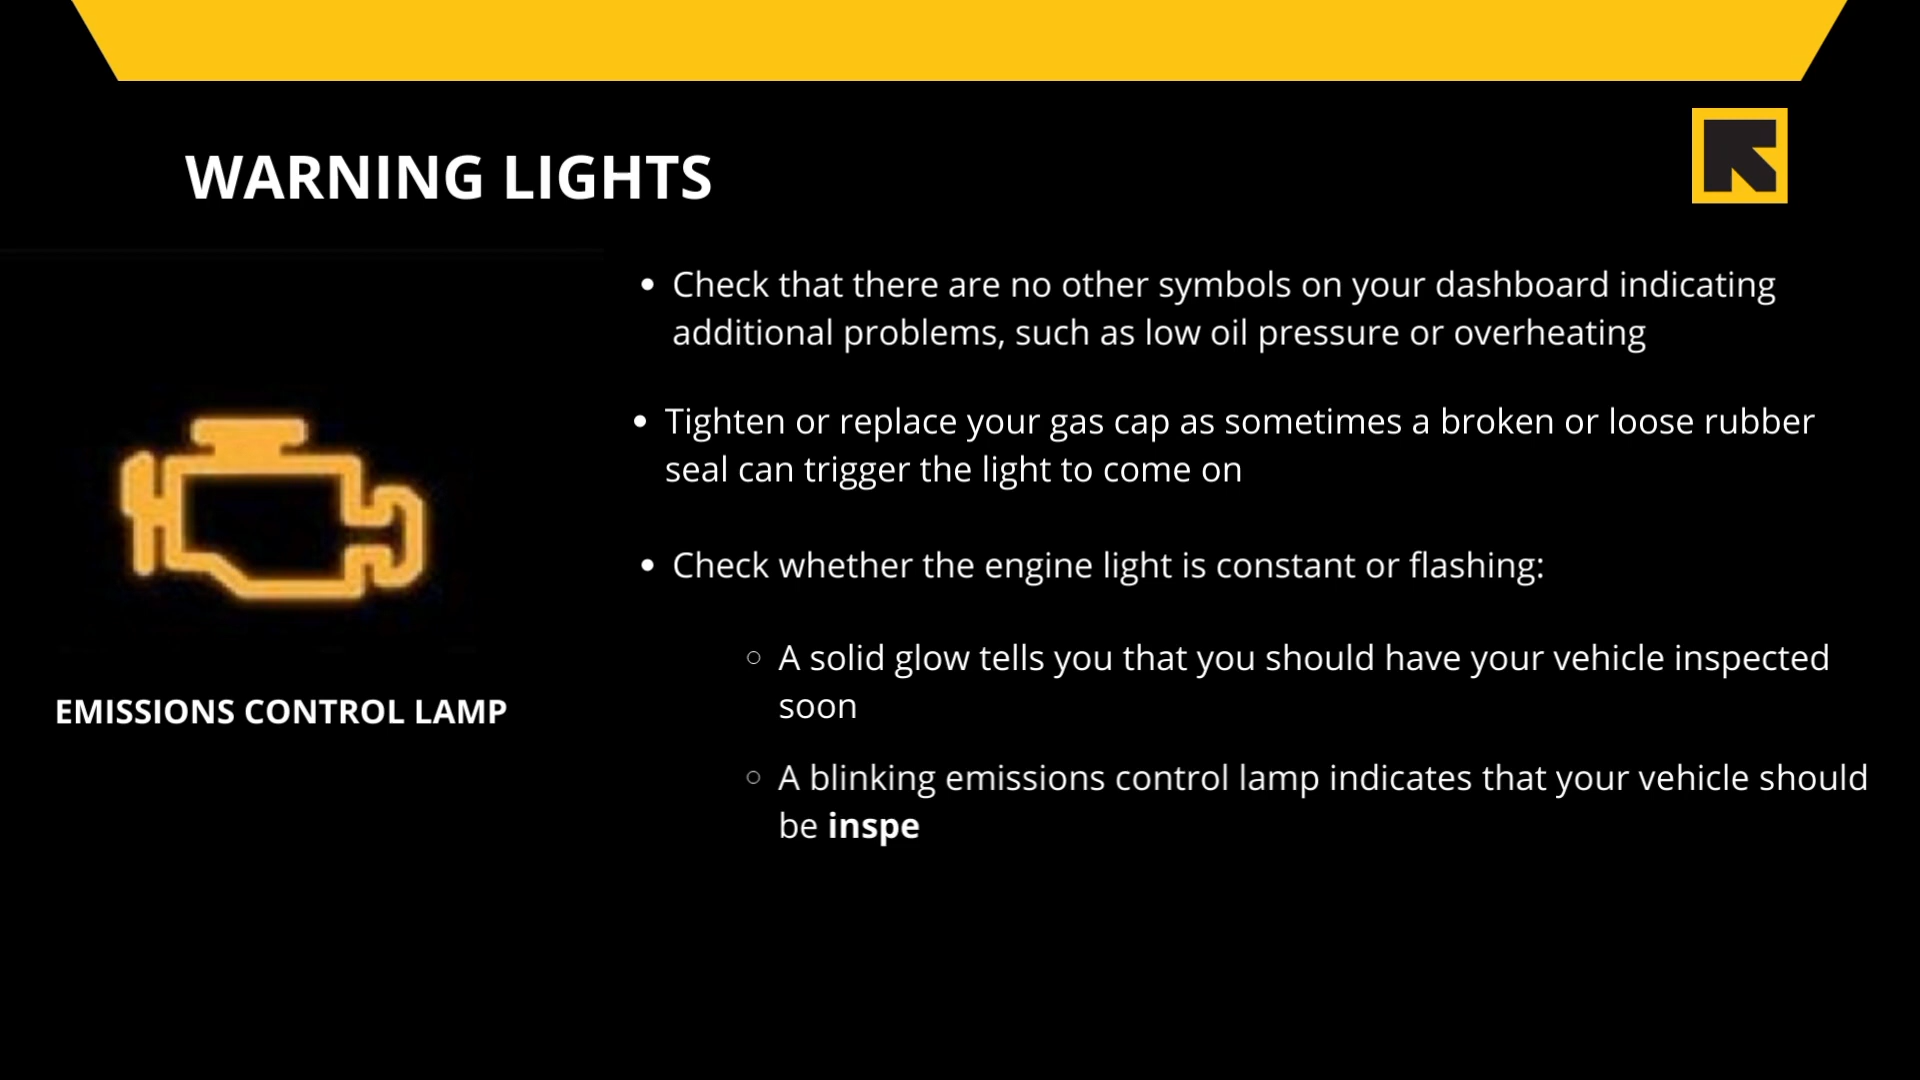 WARNING LIGHTS
Check that there are no other symbols on your dashboard indicating
additional problems, such as low oil pressure or overheating
Tighten or replace your gas cap as sometimes a broken or loose rubber
seal can trigger the light to come on
Check whether the engine light is constant or flashing:
A solid glow tells you that you should have your vehicle inspected
soon
A blinking emissions control lamp indicates that your vehicle should
be inspe
EMISSIONS CONTROL LAMP